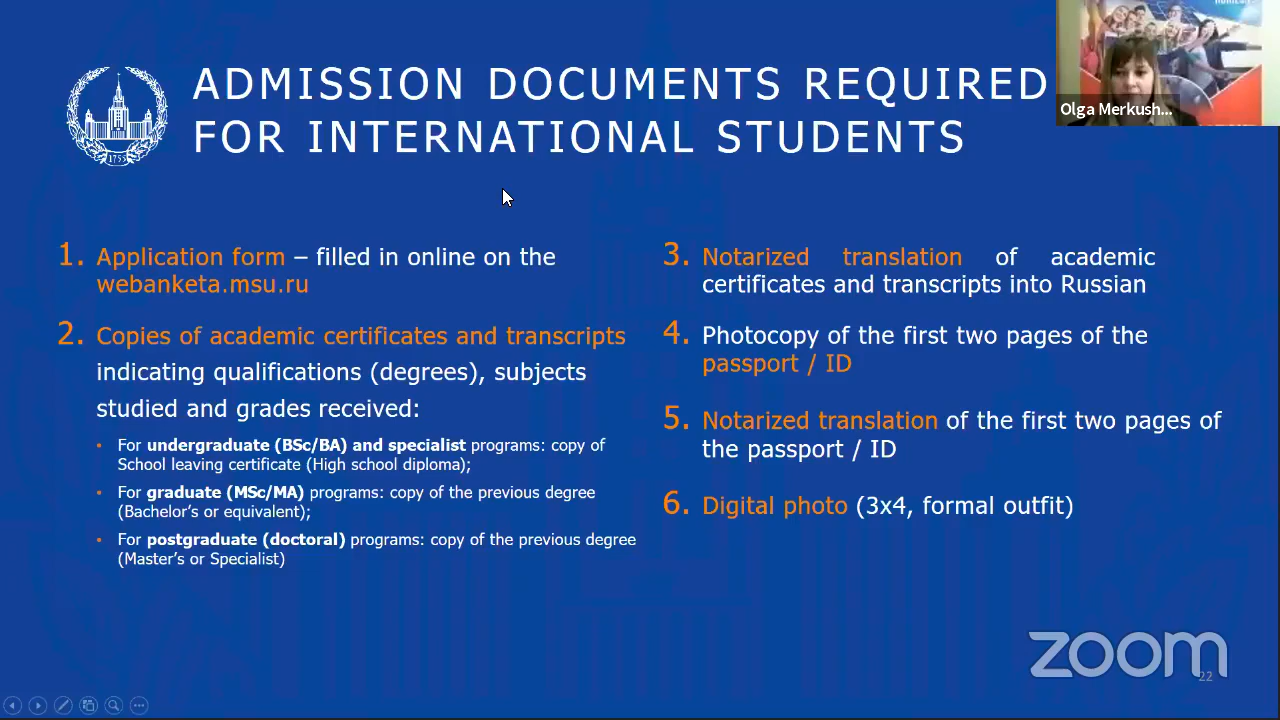 ADMISSION DOCUMENTS REQUIRED
FOR INTERNATIONAL STUDENTS
1755
Olga Merkush...
1. Application form – filled in online on the
webanketa.msu.ru
2. Copies of academic certificates and transcripts
indicating qualifications (degrees), subjects
studied and grades received:
• For undergraduate (BSc/BA) and specialist programs: copy of
School leaving certificate (High school diploma);
• For graduate (MSc/MA) programs: copy of the previous degree
(Bachelor's or equivalent);
• For postgraduate (doctoral) programs: copy of the previous degree
(Master's or Specialist)
3. Notarized translation of academic
certificates and transcripts into Russian
4. Photocopy of the first two pages of the
passport / ID
5. Notarized translation of the first two pages of
the passport / ID
6. Digital photo (3x4, formal outfit)
zoom
22